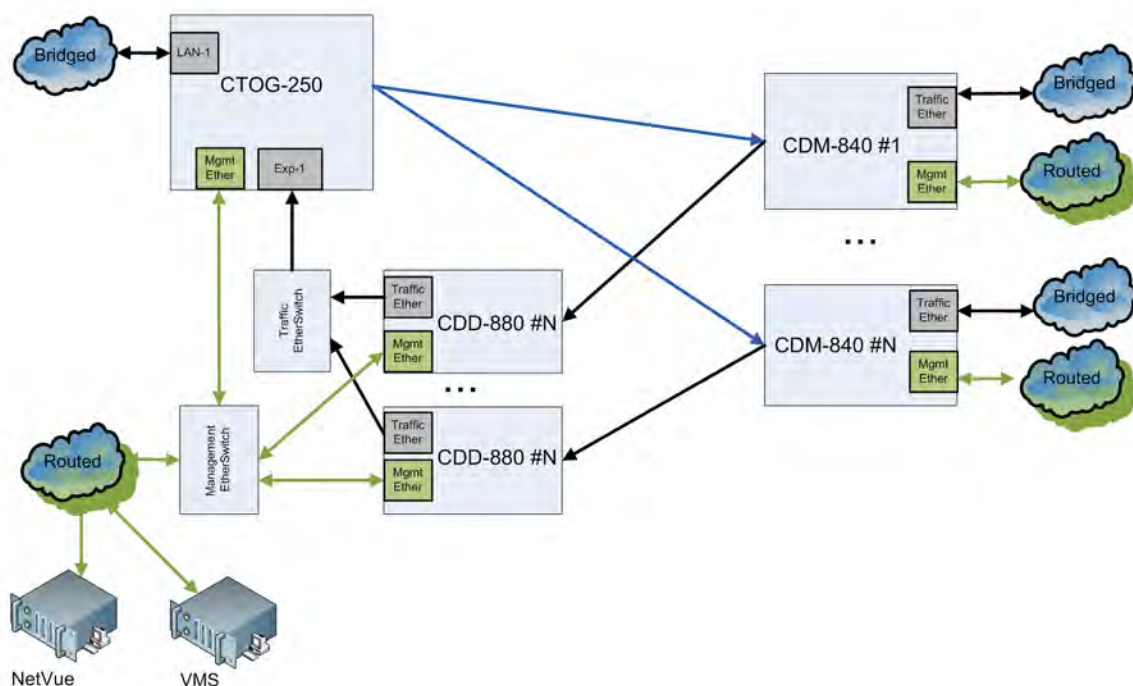 Bridged
LAN-1
CTOG-250
Mgmt
Ether
Exp-1
Traffic
Ether
CDM-840 #1
Mgmt
Ether
Bridged
Routed
...
Traffic
EtherSwitch
Traffic
Ether
CDD-880 #N
Mgmt
Ether
...
Traffic
Ether
CDD-880 #N
Mgmt
Ether
Traffic
Ether
CDM-840 #N
Mgmt
Ether
Bridged
Routed
Management
EtherSwitch
Routed
NetVue
VMS